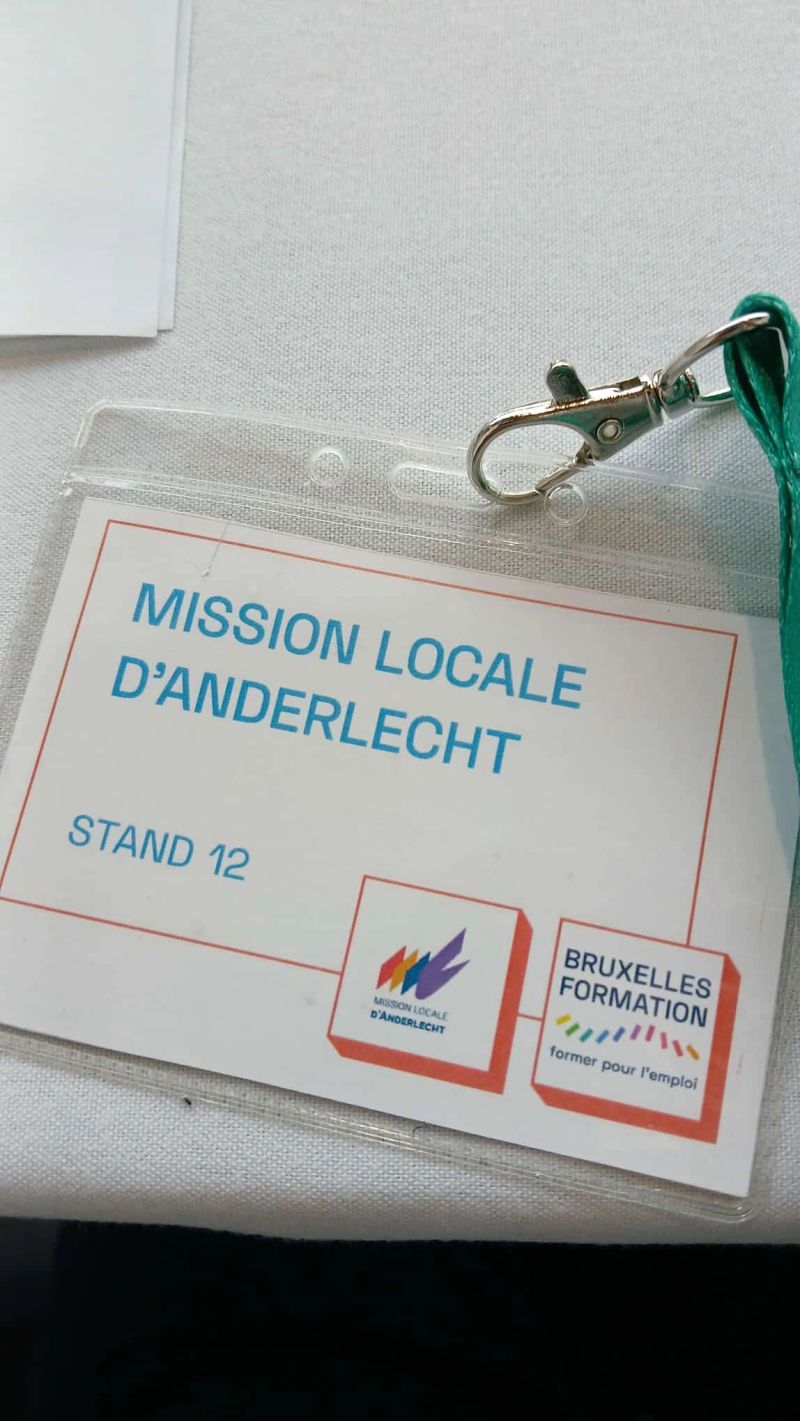 MISSION LOCALE
D'ANDERLECHT
STAND 12
MISSION LOCALE
D'ANDERLECHT
BRUXELLES
FORMATION
former pour l'emploi